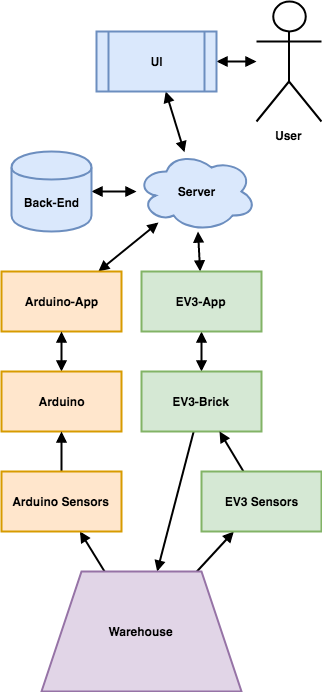 UI
User
Back-End
Server
Arduino-App
EV3-App
Arduino
EV3-Brick
Arduino Sensors
EV3 Sensors
Warehouse